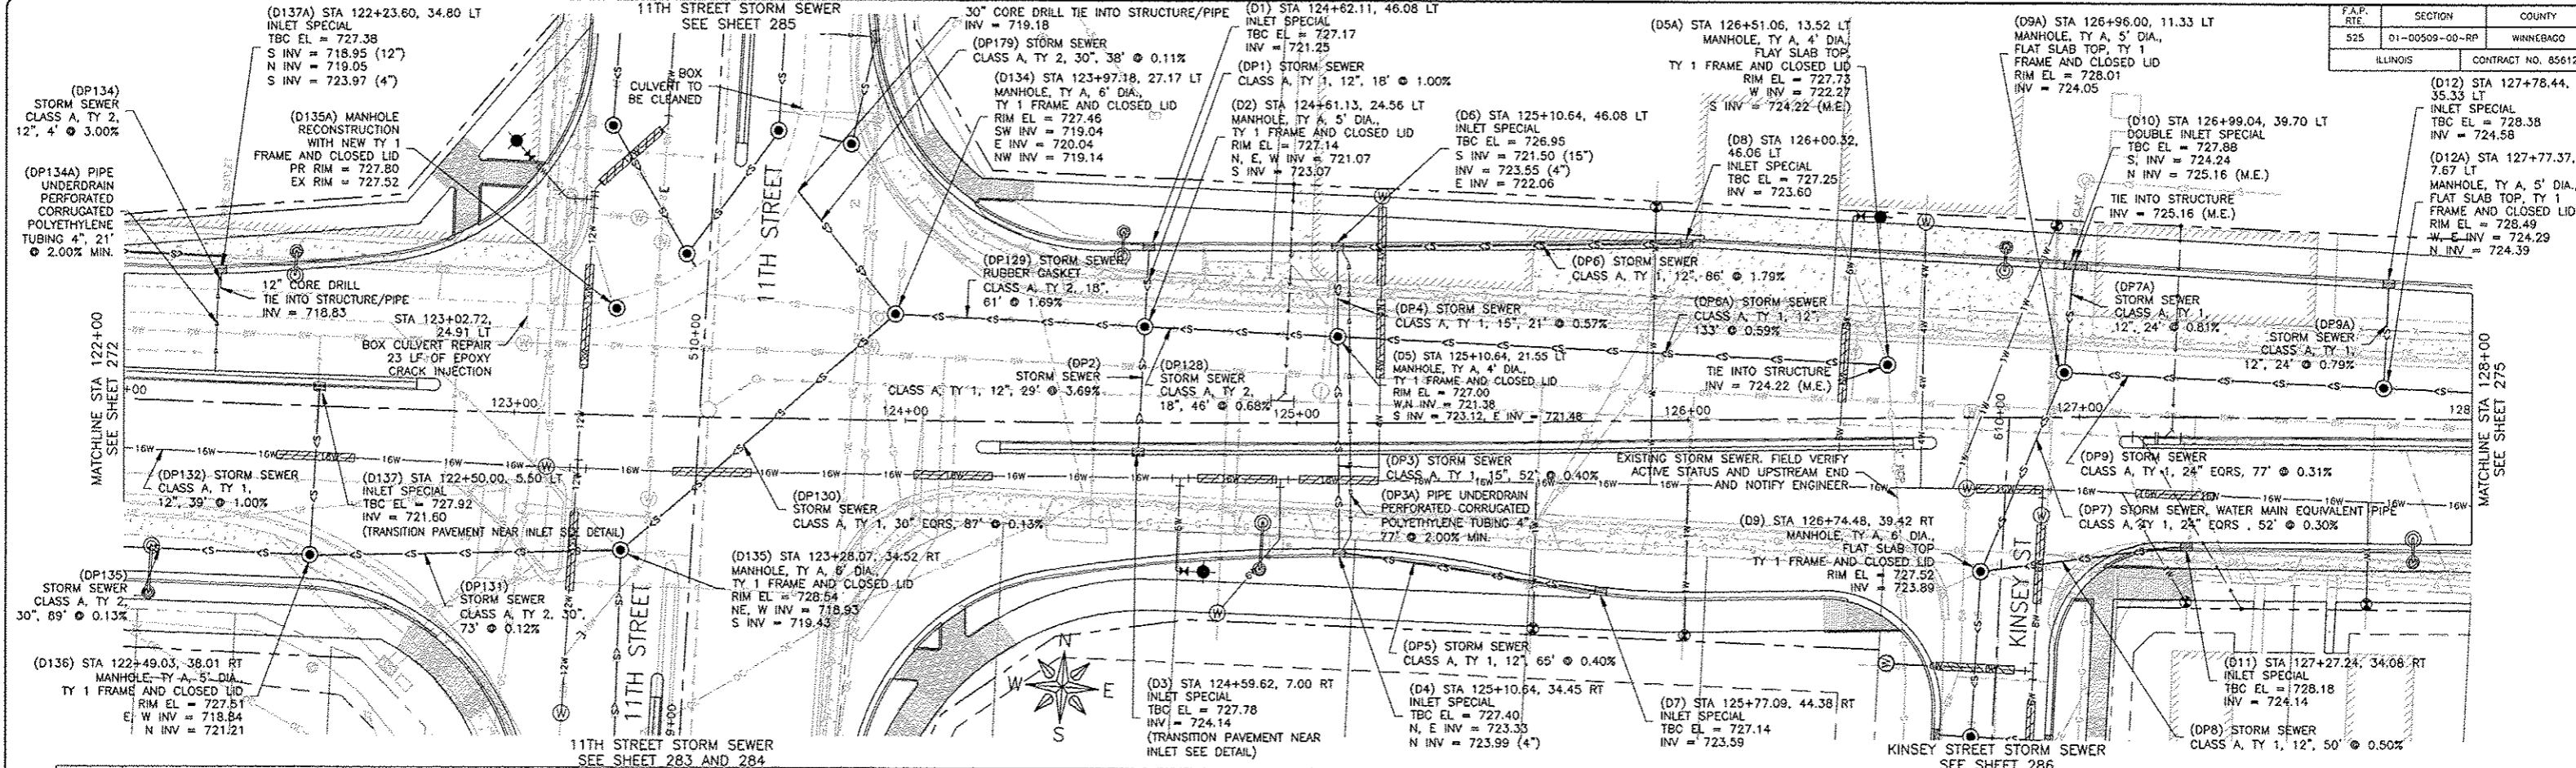 (D137A) STA 122+23.60, 34.80 LT
INLET SPECIAL
TBC EL = 727.38
S INV = 718.95 (12")
N INV = 719.05
S INV = 723.97 (4")
11TH STREET STORM SEWER
SEE SHEET 285
30" CORE DRILL TIE INTO STRUCTURE/PIPE
INV = 719.18
(DP179) STORM SEWER
CLASS A, TY 2, 30", 38' @ 0.11%
(D134) STA 123+97.18, 27.17 LT
MANHOLE, TY A, 6' DIA.,
TY 1 FRAME AND CLOSED LID
RIM EL = 727.46
SW INV = 719.04
E INV = 720.04
NW INV = 719.14
(D1) STA 124+62.11, 46.08 LT
INLET SPECIAL
TBC EL = 727.17
INV = 721.25
(DP1) STORM SEWER
CLASS A, TY 1, 12", 18' @ 1.00%
(D2) STA 124+61.13, 24.56 LT
MANHOLE, TY A, 5' DIA.,
TY 1 FRAME AND CLOSED LID
RIM EL = 727.14
N, E, W INV = 721.07
S INV = 723.07
(D6) STA 125+10.64, 46.08 LT
INLET SPECIAL
TBC EL = 726.95
S INV = 721.50 (15")
INV = 723.55 (4")
E INV = 722.06
(D5A) STA 126+51.06, 13.52 LT
MANHOLE, TY A, 4' DIA.,
FLAY SLAB TOP,
TY 1 FRAME AND CLOSED LID
RIM EL = 727.73
W INV = 722.27
S INV = 724.22 (M.E.)
(D8) STA 126+00.32,
46.06 LT
INLET SPECIAL
TBC EL = 727.25
INV = 723.60
(D9A) STA 126+96.00, 11.33 LT
MANHOLE, TY A, 5' DIA.,
FLAT SLAB TOP, TY 1
FRAME AND CLOSED LID
RIM EL = 728.01
INV = 724.05
(D10) STA 126+99.04, 39.70 LT
DOUBLE INLET SPECIAL
TBC EL = 727.88
S, INV = 724.24
N INV = 725.16 (M.E.)
TIE INTO STRUCTURE
INV = 725.16 (M.E.)
F.A.P. RTE. SECTION COUNTY
525 01-00509-00-RP WINNEBAGO
ILLINOIS CONTRACT NO. 85612
(D12) STA 127+78.44,
35.33 LT
INLET SPECIAL
TBC EL = 728.38
INV = 724.58
(D12A) STA 127+77.37,
7.67 LT
MANHOLE, TY A, 5' DIA.,
FLAT SLAB TOP, TY 1
FRAME AND CLOSED LID
RIM EL = 728.49
W, E INV = 724.29
N INV = 724.39
(DP134)
STORM SEWER
CLASS A, TY 2,
12", 4' @ 3.00%
(D135A) MANHOLE
RECONSTRUCTION
WITH NEW TY 1
FRAME AND CLOSED LID
PR RIM = 727.80
EX RIM = 727.52
(DP134A) PIPE
UNDERDRAIN
PERFORATED
CORRUGATED
POLYETHYLENE
TUBING 4", 21'
@ 2.00% MIN.
BOX
CULVERT TO
BE CLEANED
11TH STREET
510+00
12" CORE DRILL
TIE INTO STRUCTURE/PIPE
INV = 718.83
STA 123+02.72,
24.91 LT
BOX CULVERT REPAIR
23 LF OF EPOXY
CRACK INJECTION
(DP129) STORM SEWER
RUBBER GASKET
CLASS A, TY 2, 18",
61' @ 1.69%
(DP6) STORM SEWER
CLASS A, TY 1, 12", 86' @ 1.79%
(DP4) STORM SEWER
CLASS A, TY 1, 15", 21' @ 0.57%
(DP6A) STORM SEWER
CLASS A, TY 1, 12",
133' @ 0.59%
(DP7A)
STORM SEWER
CLASS A, TY 1,
12", 24' @ 0.81%
(DP9A)
STORM SEWER
CLASS A, TY 1,
12", 24' @ 0.79%
(DP2)
STORM SEWER
CLASS A, TY 1, 12", 29' @ 3.69%
(DP128)
STORM SEWER
CLASS A, TY 2,
18", 46' @ 0.68%
(D5) STA 125+10.64, 21.55 LT
MANHOLE, TY A, 4' DIA.,
TY 1 FRAME AND CLOSED LID
RIM EL = 727.00
W,N INV = 721.38
S INV = 723.12, E INV = 721.48
TIE INTO STRUCTURE
INV = 724.22 (M.E.)
MATCHLINE STA 122+00
SEE SHEET 272
+00
123+00
124+00
125+00
126+00
127+00
128
610+00
MATCHLINE STA 128+00
SEE SHEET 275
(DP132) STORM SEWER
CLASS A, TY 1,
12", 39' @ 1.00%
(D137) STA 122+50.00, 5.50 LT
INLET SPECIAL
TBC EL = 727.92
INV = 721.60
(TRANSITION PAVEMENT NEAR INLET SEE DETAIL)
(DP130)
STORM SEWER
CLASS A, TY 1, 30" EQRS, 87' @ 0.13%
(DP3) STORM SEWER
CLASS A, TY 1, 15", 52' @ 0.40%
(DP3A) PIPE UNDERDRAIN
PERFORATED CORRUGATED
POLYETHYLENE TUBING 4"
77' @ 2.00% MIN.
EXISTING STORM SEWER. FIELD VERIFY
ACTIVE STATUS AND UPSTREAM END
AND NOTIFY ENGINEER
(DP9) STORM SEWER
CLASS A, TY 1, 24" EQRS, 77' @ 0.31%
(DP7) STORM SEWER, WATER MAIN EQUIVALENT PIPE
CLASS A, TY 1, 24" EQRS , 52' @ 0.30%
(D9) STA 126+74.48, 39.42 RT
MANHOLE, TY A, 6' DIA.,
FLAT SLAB TOP
TY 1 FRAME AND CLOSED LID
RIM EL = 727.52
INV = 723.89
KINSEY ST
(DP135)
STORM SEWER
CLASS A, TY 2,
30", 89' @ 0.13%
(DP131)
STORM SEWER
CLASS A, TY 2, 30",
73' @ 0.12%
(D135) STA 123+28.07, 34.52 RT
MANHOLE, TY A, 6' DIA.,
TY 1 FRAME AND CLOSED LID
RIM EL = 728.54
NE, W INV = 718.93
S INV = 719.43
11TH STREET
(D136) STA 122+49.03, 38.01 RT
MANHOLE, TY A, 5' DIA.,
TY 1 FRAME AND CLOSED LID
RIM EL = 727.51
E, W INV = 718.84
N INV = 721.21
11TH STREET STORM SEWER
SEE SHEET 283 AND 284
N
W E
S
(D3) STA 124+59.62, 7.00 RT
INLET SPECIAL
TBC EL = 727.78
INV = 724.14
(TRANSITION PAVEMENT NEAR
INLET SEE DETAIL)
(DP5) STORM SEWER
CLASS A, TY 1, 12", 65' @ 0.40%
(D4) STA 125+10.64, 34.45 RT
INLET SPECIAL
TBC EL = 727.40
N, E INV = 723.33
N INV = 723.99 (4")
(D7) STA 125+77.09, 44.38 RT
INLET SPECIAL
TBC EL = 727.14
INV = 723.59
(D11) STA 127+27.24, 34.08 RT
INLET SPECIAL
TBC EL = 728.18
INV = 724.14
(DP8) STORM SEWER
CLASS A, TY 1, 12", 50' @ 0.50%
KINSEY STREET STORM SEWER
SEE SHEET 286